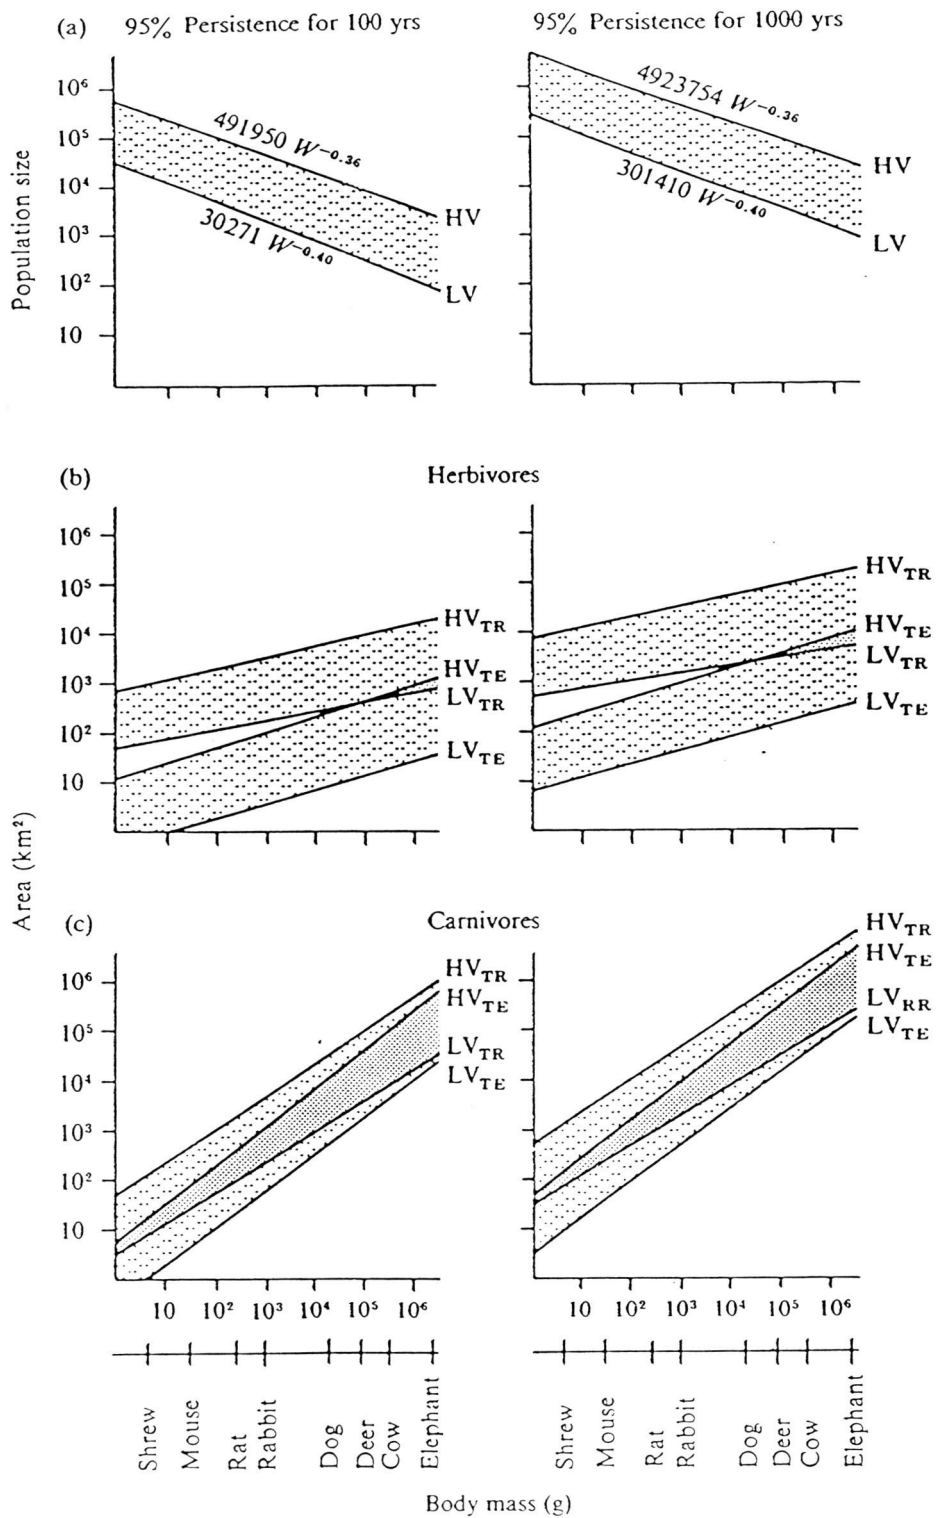 (a) 95% Persistence for 100 yrs
95% Persistence for 1000 yrs
10⁶
10⁵
10⁴
10³
10²
10
Population size
491950 W⁻⁰·³⁶
30271 W⁻⁰·⁴⁰
HV
LV
4923754 W⁻⁰·³⁶
301410 W⁻⁰·⁴⁰
HV
LV
(b) Herbivores
10⁶
10⁵
10⁴
10³
10²
10
HV_TR
HV_TE
LV_TR
LV_TE
HV_TR
HV_TE
LV_TR
LV_TE
Area (km²)
(c) Carnivores
10⁶
10⁵
10⁴
10³
10²
10
HV_TR
HV_TE
LV_TR
LV_TE
HV_TR
HV_TE
LV_RR
LV_TE
10 10² 10³ 10⁴ 10⁵ 10⁶
10 10² 10³ 10⁴ 10⁵ 10⁶
Shrew
Mouse
Rat
Rabbit
Dog
Deer
Cow
Elephant
Shrew
Mouse
Rat
Rabbit
Dog
Deer
Cow
Elephant
Body mass (g)